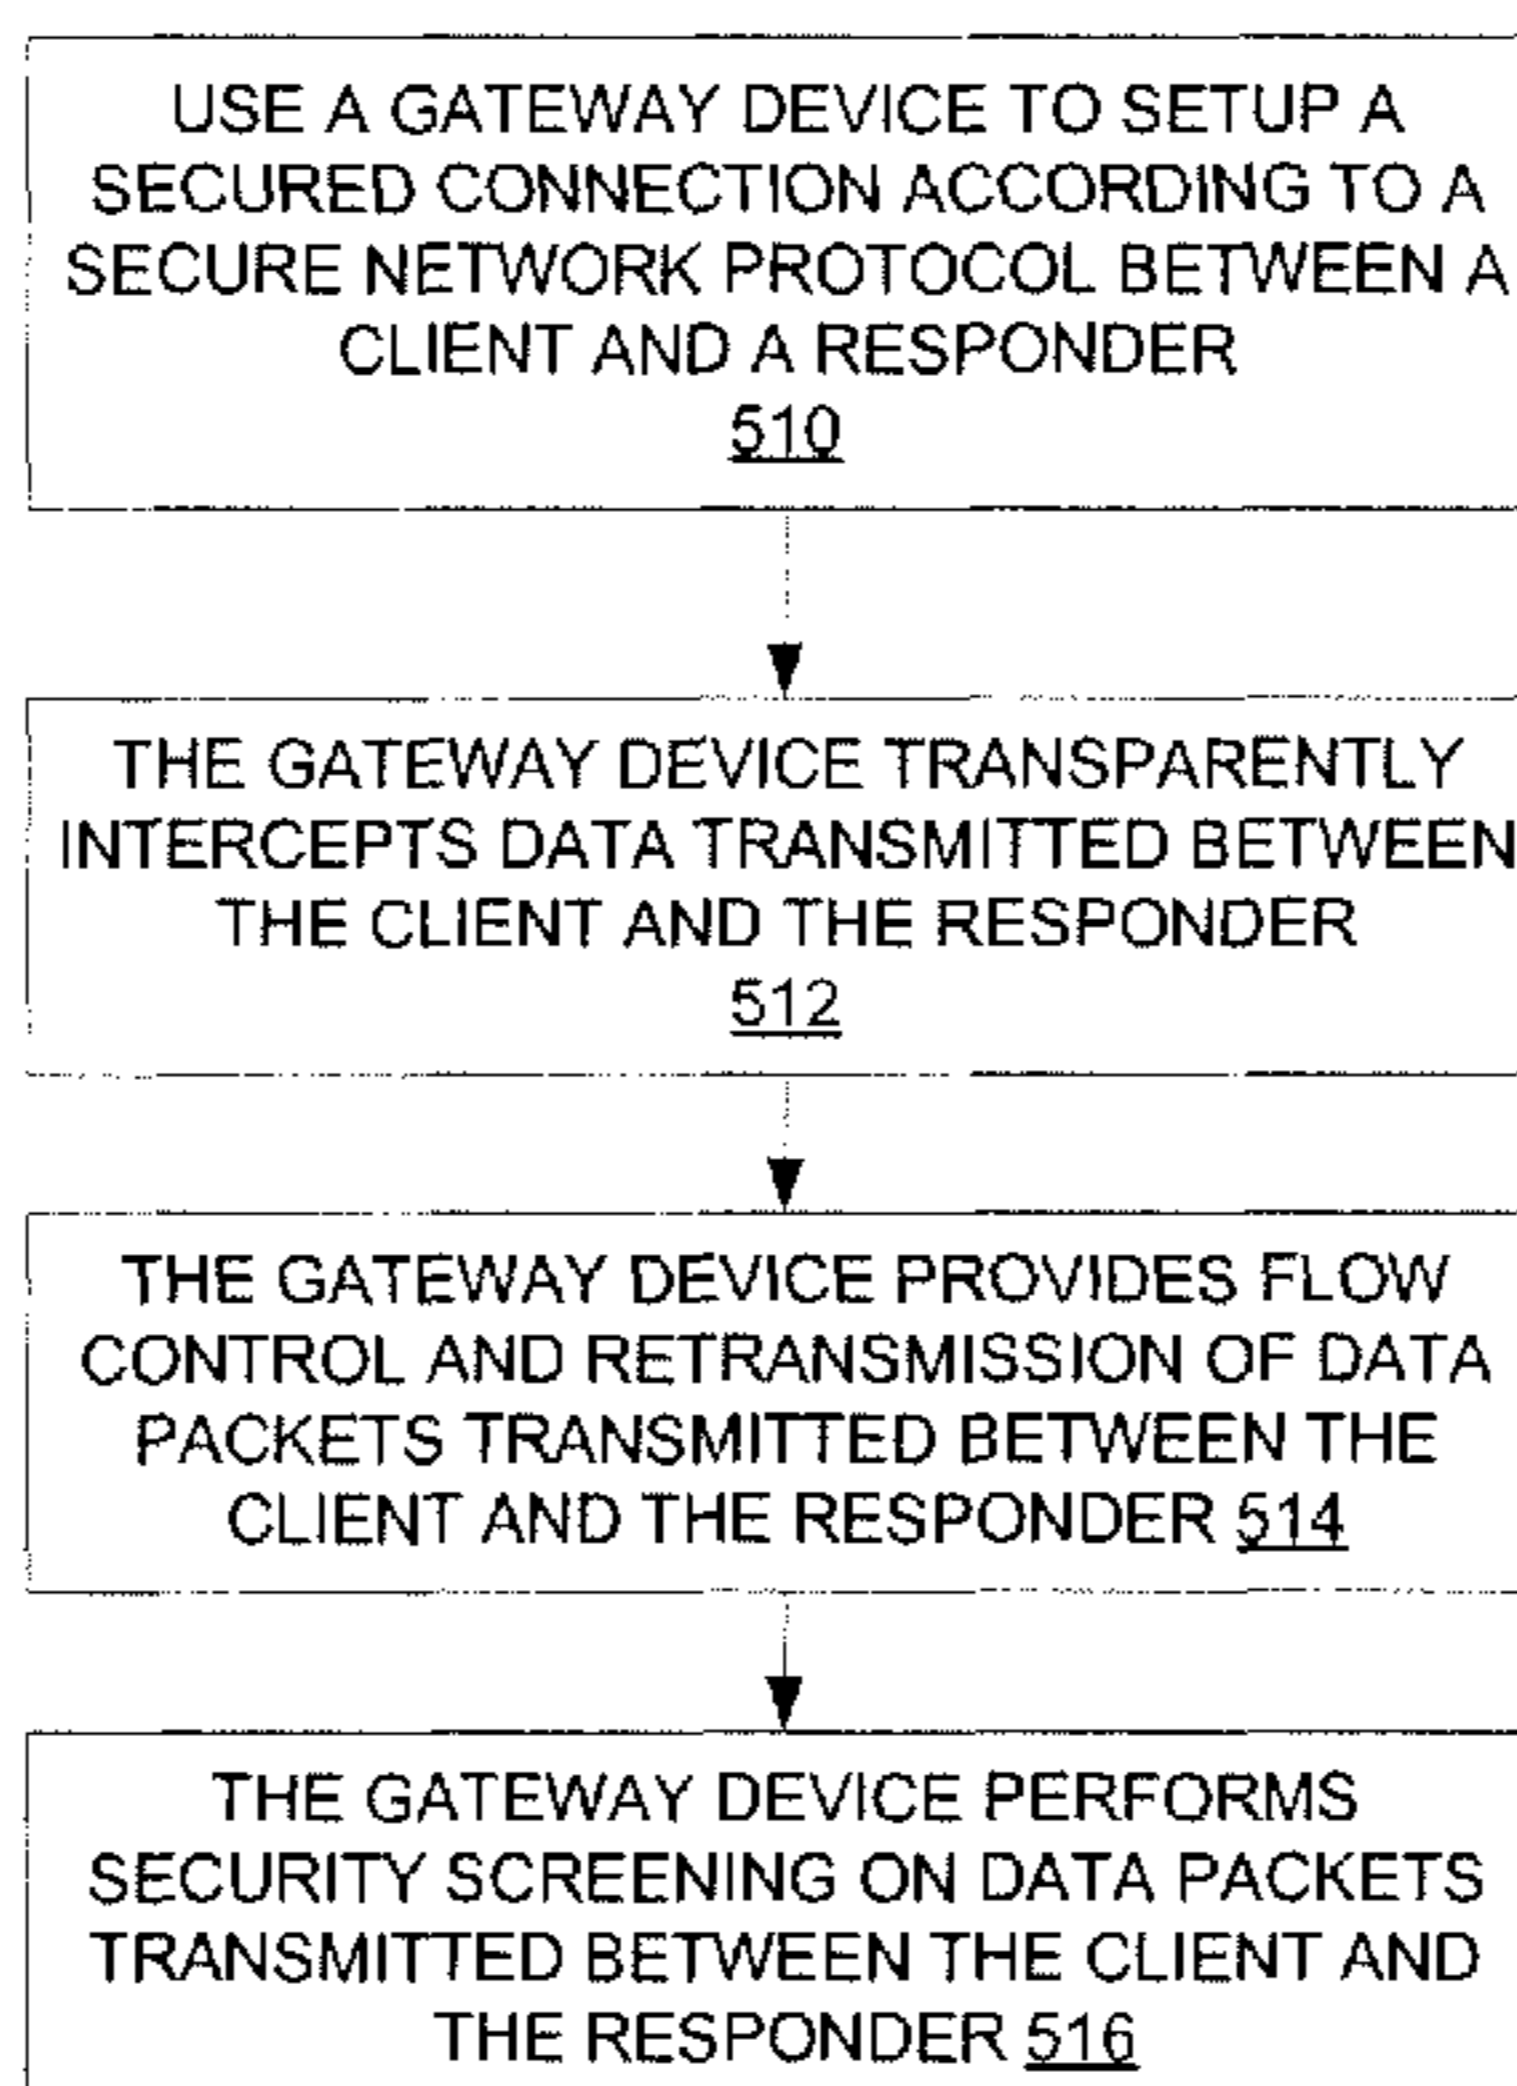 USE A GATEWAY DEVICE TO SETUP A
SECURED CONNECTION ACCORDING TO A
SECURE NETWORK PROTOCOL BETWEEN A
CLIENT AND A RESPONDER
510
THE GATEWAY DEVICE TRANSPARENTLY
INTERCEPTS DATA TRANSMITTED BETWEEN
THE CLIENT AND THE RESPONDER
512
THE GATEWAY DEVICE PROVIDES FLOW
CONTROL AND RETRANSMISSION OF DATA
PACKETS TRANSMITTED BETWEEN THE
CLIENT AND THE RESPONDER 514
THE GATEWAY DEVICE PERFORMS
SECURITY SCREENING ON DATA PACKETS
TRANSMITTED BETWEEN THE CLIENT AND
THE RESPONDER 516